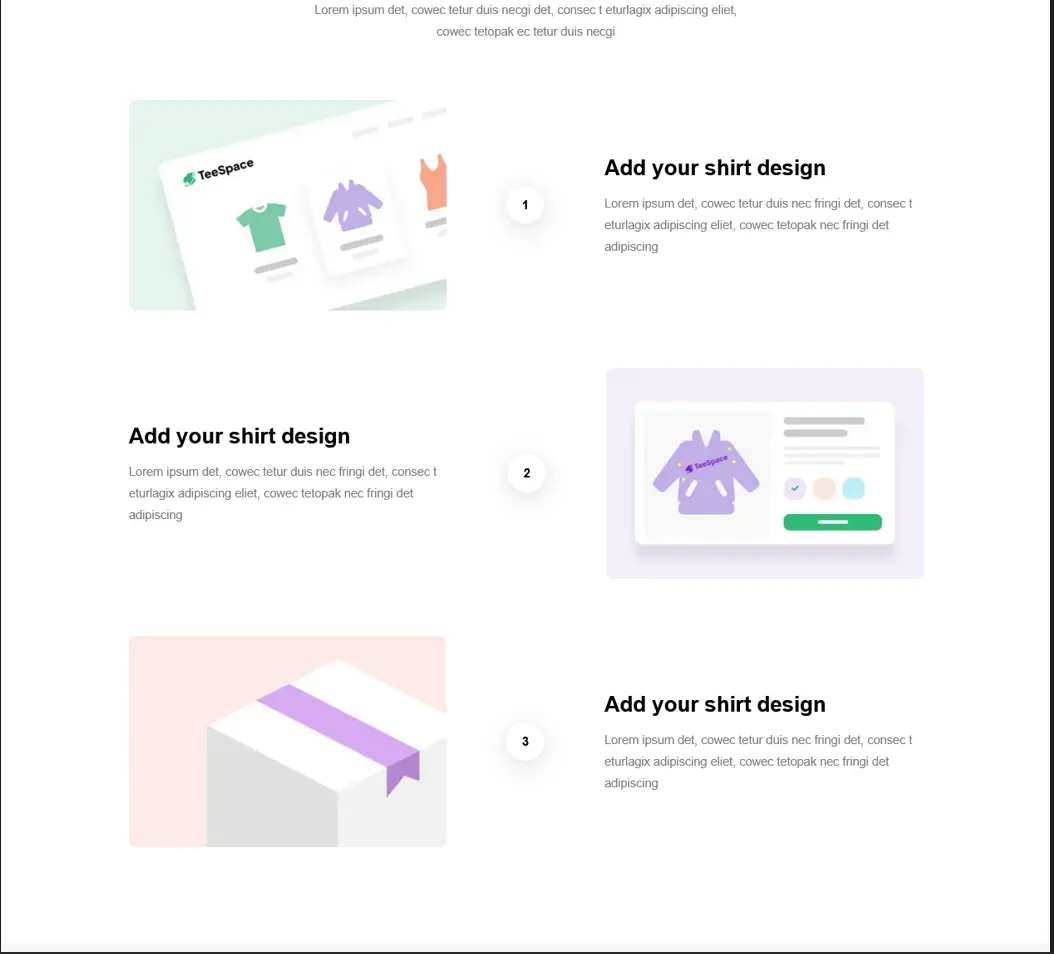 Lorem ipsum det, cowec tetur duis necgi det, consec t eturlagix adipiscing eliet,
cowec tetopak ec tetur duis necgi
TeeSpace
1
Add your shirt design
Lorem ipsum det, cowec tetur duis nec fringi det, consec t
eturlagix adipiscing eliet, cowec tetopak nec fringi det
adipiscing
Add your shirt design
Lorem ipsum det, cowec tetur duis nec fringi det, consec t
eturlagix adipiscing eliet, cowec tetopak nec fringi det
adipiscing
2
TeeSpace
3
Add your shirt design
Lorem ipsum det, cowec tetur duis nec fringi det, consec t
eturlagix adipiscing eliet, cowec tetopak nec fringi det
adipiscing